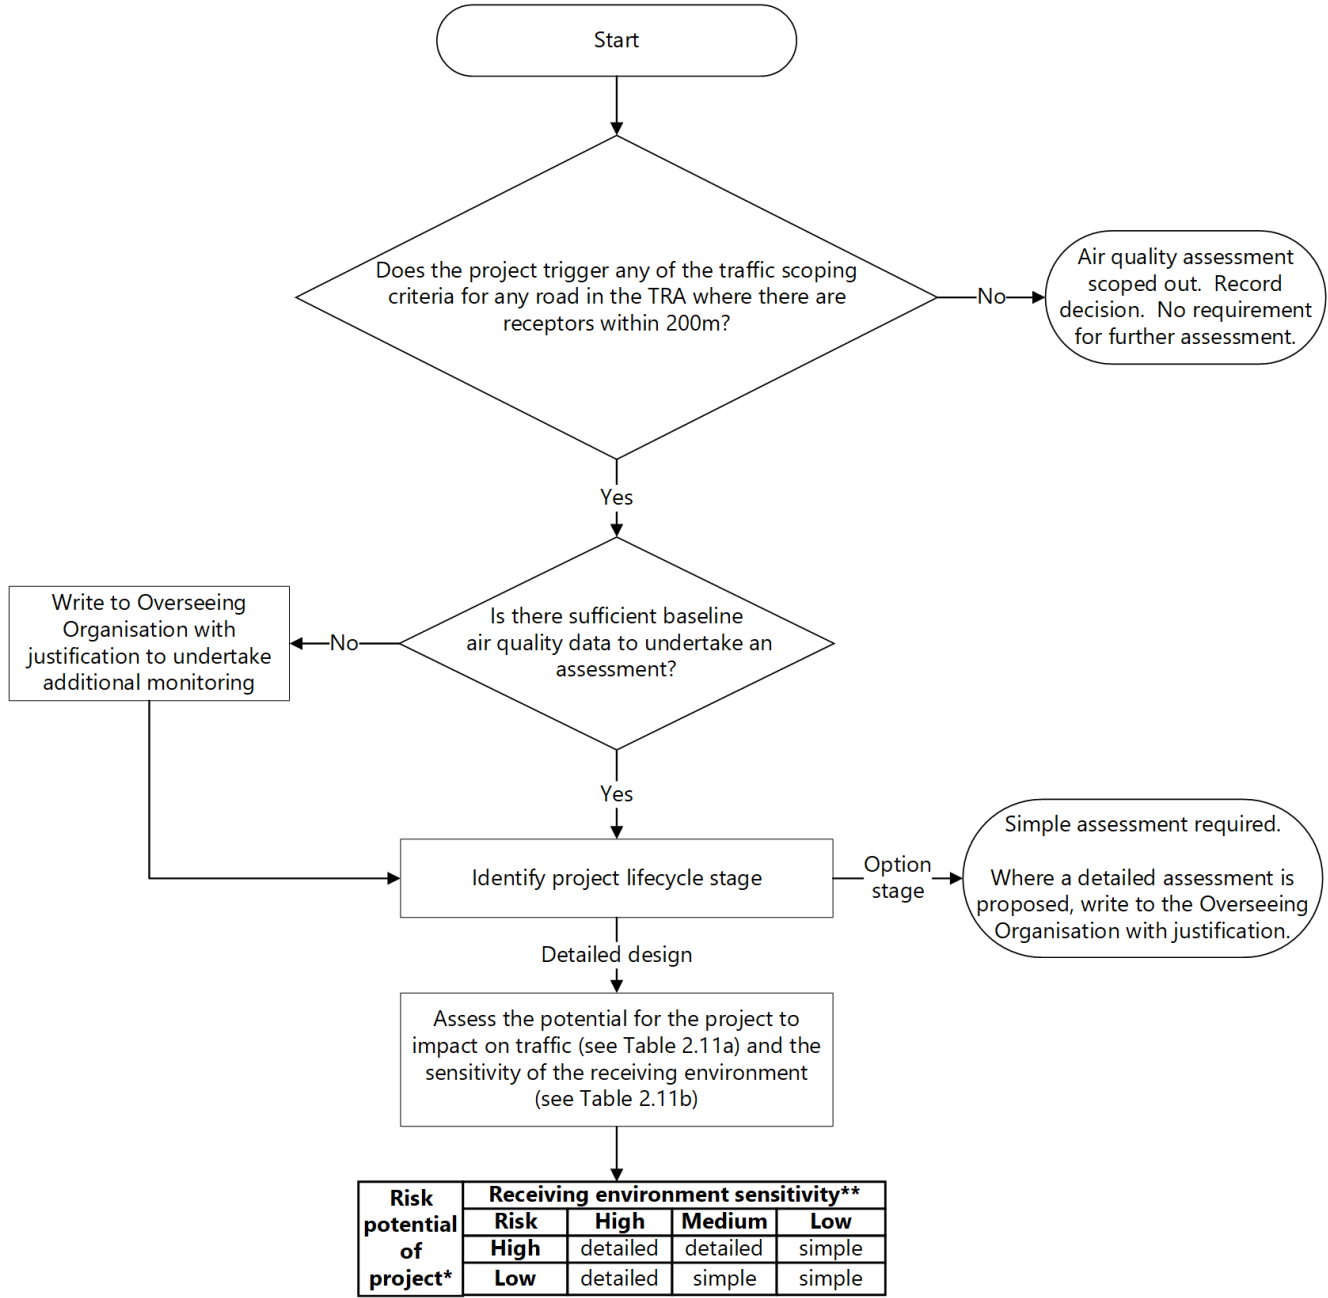 Start
Does the project trigger any of the traffic scoping
criteria for any road in the TRA where there are
receptors within 200m?
No
Air quality assessment
scoped out.  Record
decision.  No requirement
for further assessment.
Yes
Is there sufficient baseline
air quality data to undertake an
assessment?
No
Write to Overseeing
Organisation with
justification to undertake
additional monitoring
Yes
Identify project lifecycle stage
Option
stage
Simple assessment required.
Where a detailed assessment is
proposed, write to the Overseeing
Organisation with justification.
Detailed design
Assess the potential for the project to
impact on traffic (see Table 2.11a) and the
sensitivity of the receiving environment
(see Table 2.11b)
Risk
potential
of
project*
Receiving environment sensitivity**
Risk High Medium Low
High detailed detailed simple
Low detailed simple simple